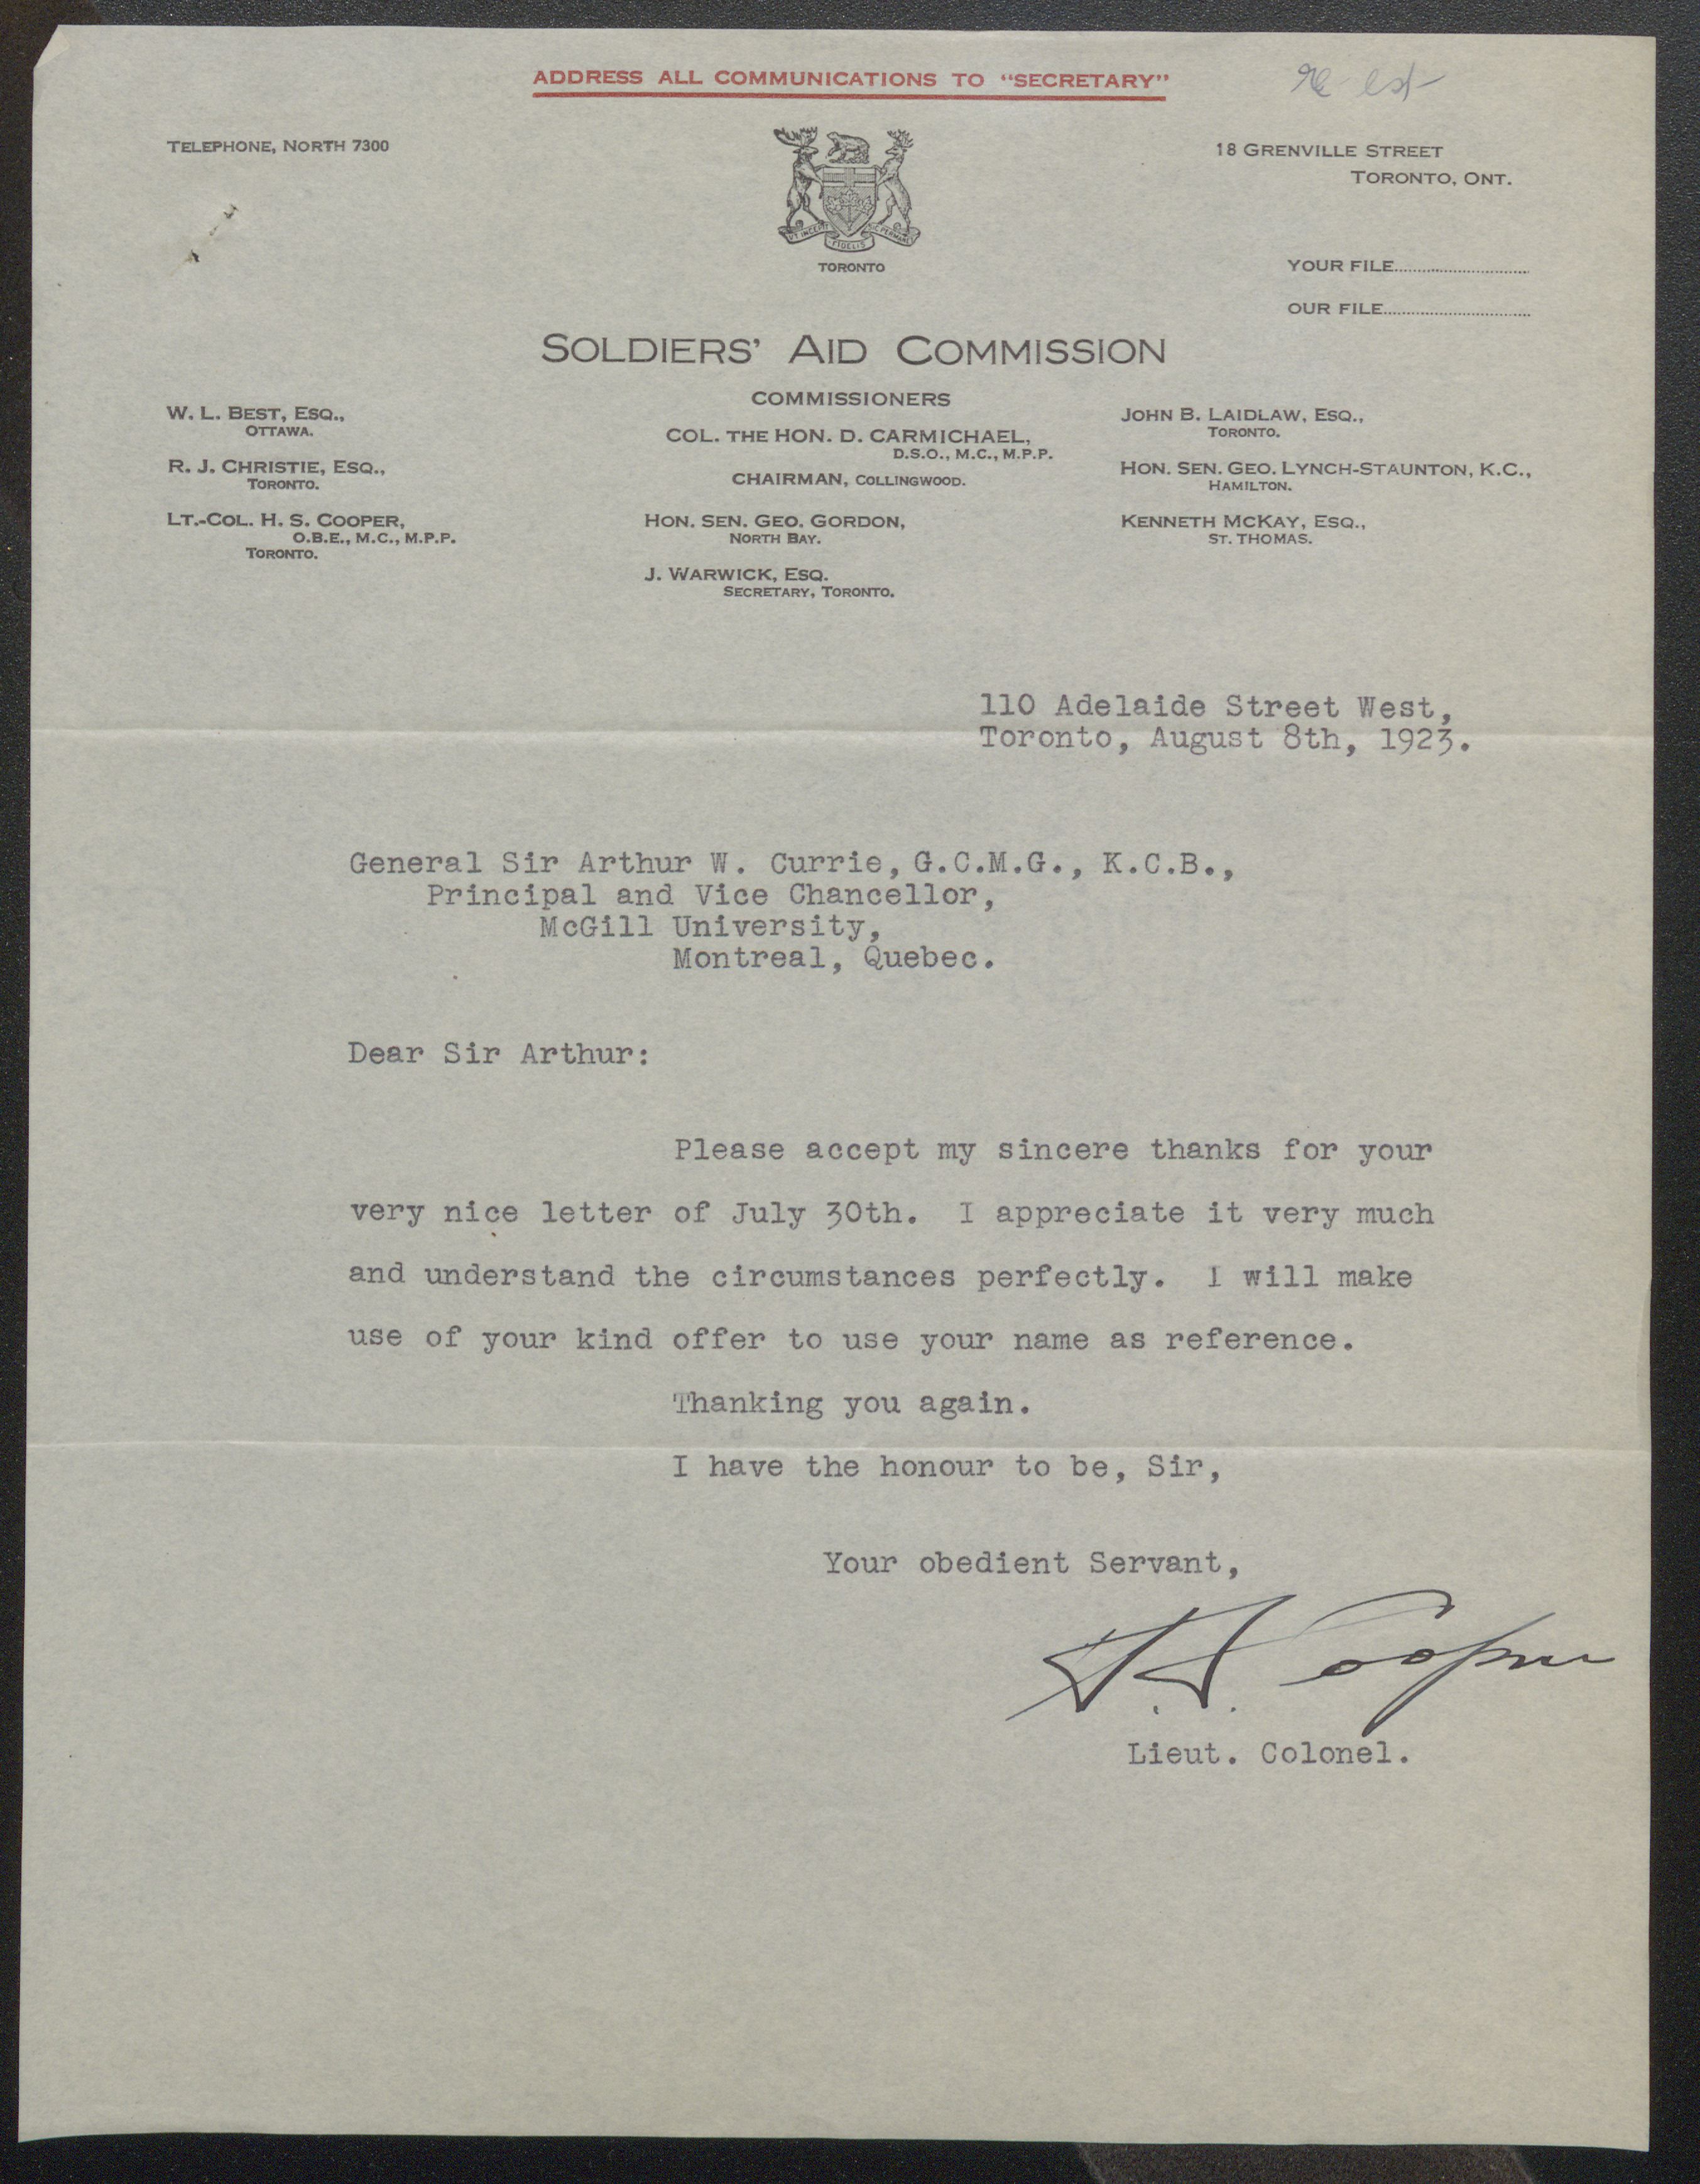 ADDRESS ALL COMMUNICATIONS TO "SECRETARY"
TELEPHONE, NORTH 7300
18 GRENVILLE STREET
TORONTO, ONT.
UT INCEPIT FIDELIS SIC PERMANET
TORONTO
YOUR FILE
OUR FILE
SOLDIERS' AID COMMISSION
COMMISSIONERS
W. L. BEST, ESQ.,
OTTAWA.
R. J. CHRISTIE, ESQ.,
TORONTO.
LT.-COL. H. S. COOPER,
O.B.E., M.C., M.P.P.
TORONTO.
COL. THE HON. D. CARMICHAEL,
D.S.O., M.C., M.P.P.
CHAIRMAN, COLLINGWOOD.
HON. SEN. GEO. GORDON,
NORTH BAY.
J. WARWICK, ESQ.
SECRETARY, TORONTO.
JOHN B. LAIDLAW, ESQ.,
TORONTO.
HON. SEN. GEO. LYNCH-STAUNTON, K.C.,
HAMILTON.
KENNETH MCKAY, ESQ.,
ST. THOMAS.
110 Adelaide Street West,
Toronto, August 8th, 1923.
General Sir Arthur W. Currie, G.C.M.G., K.C.B.,
Principal and Vice Chancellor,
McGill University,
Montreal, Quebec.
Dear Sir Arthur:
Please accept my sincere thanks for your
very nice letter of July 30th. I appreciate it very much
and understand the circumstances perfectly. I will make
use of your kind offer to use your name as reference.
Thanking you again.
I have the honour to be, Sir,
Your obedient Servant,
H. S. Cooper
Lieut. Colonel.